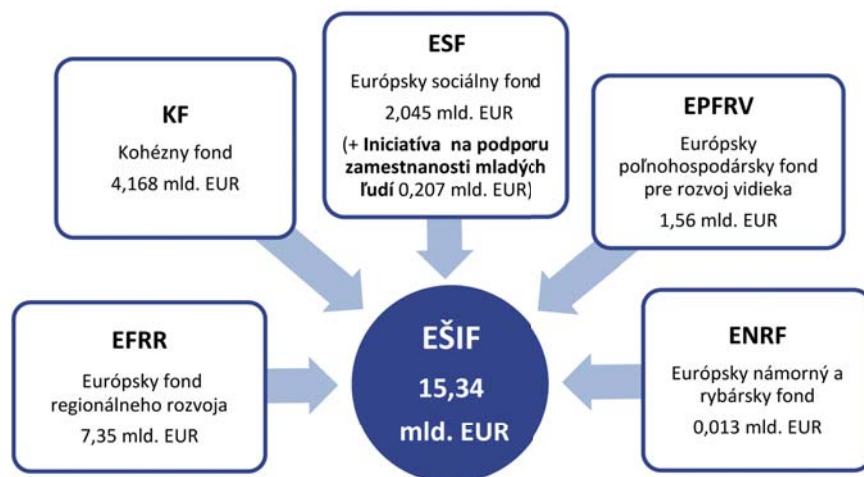 KF
Kohézny fond
4,168 mld. EUR
ESF
Európsky sociálny fond
2,045 mld. EUR
(+ Iniciatíva na podporu
zamestnanosti mladých
ľudí 0,207 mld. EUR)
EPFRV
Európsky
poľnohospodársky fond
pre rozvoj vidieka
1,56 mld. EUR
EFRR
Európsky fond
regionálneho rozvoja
7,35 mld. EUR
EŠIF
15,34
mld. EUR
ENRF
Európsky námorný a
rybársky fond
0,013 mld. EUR